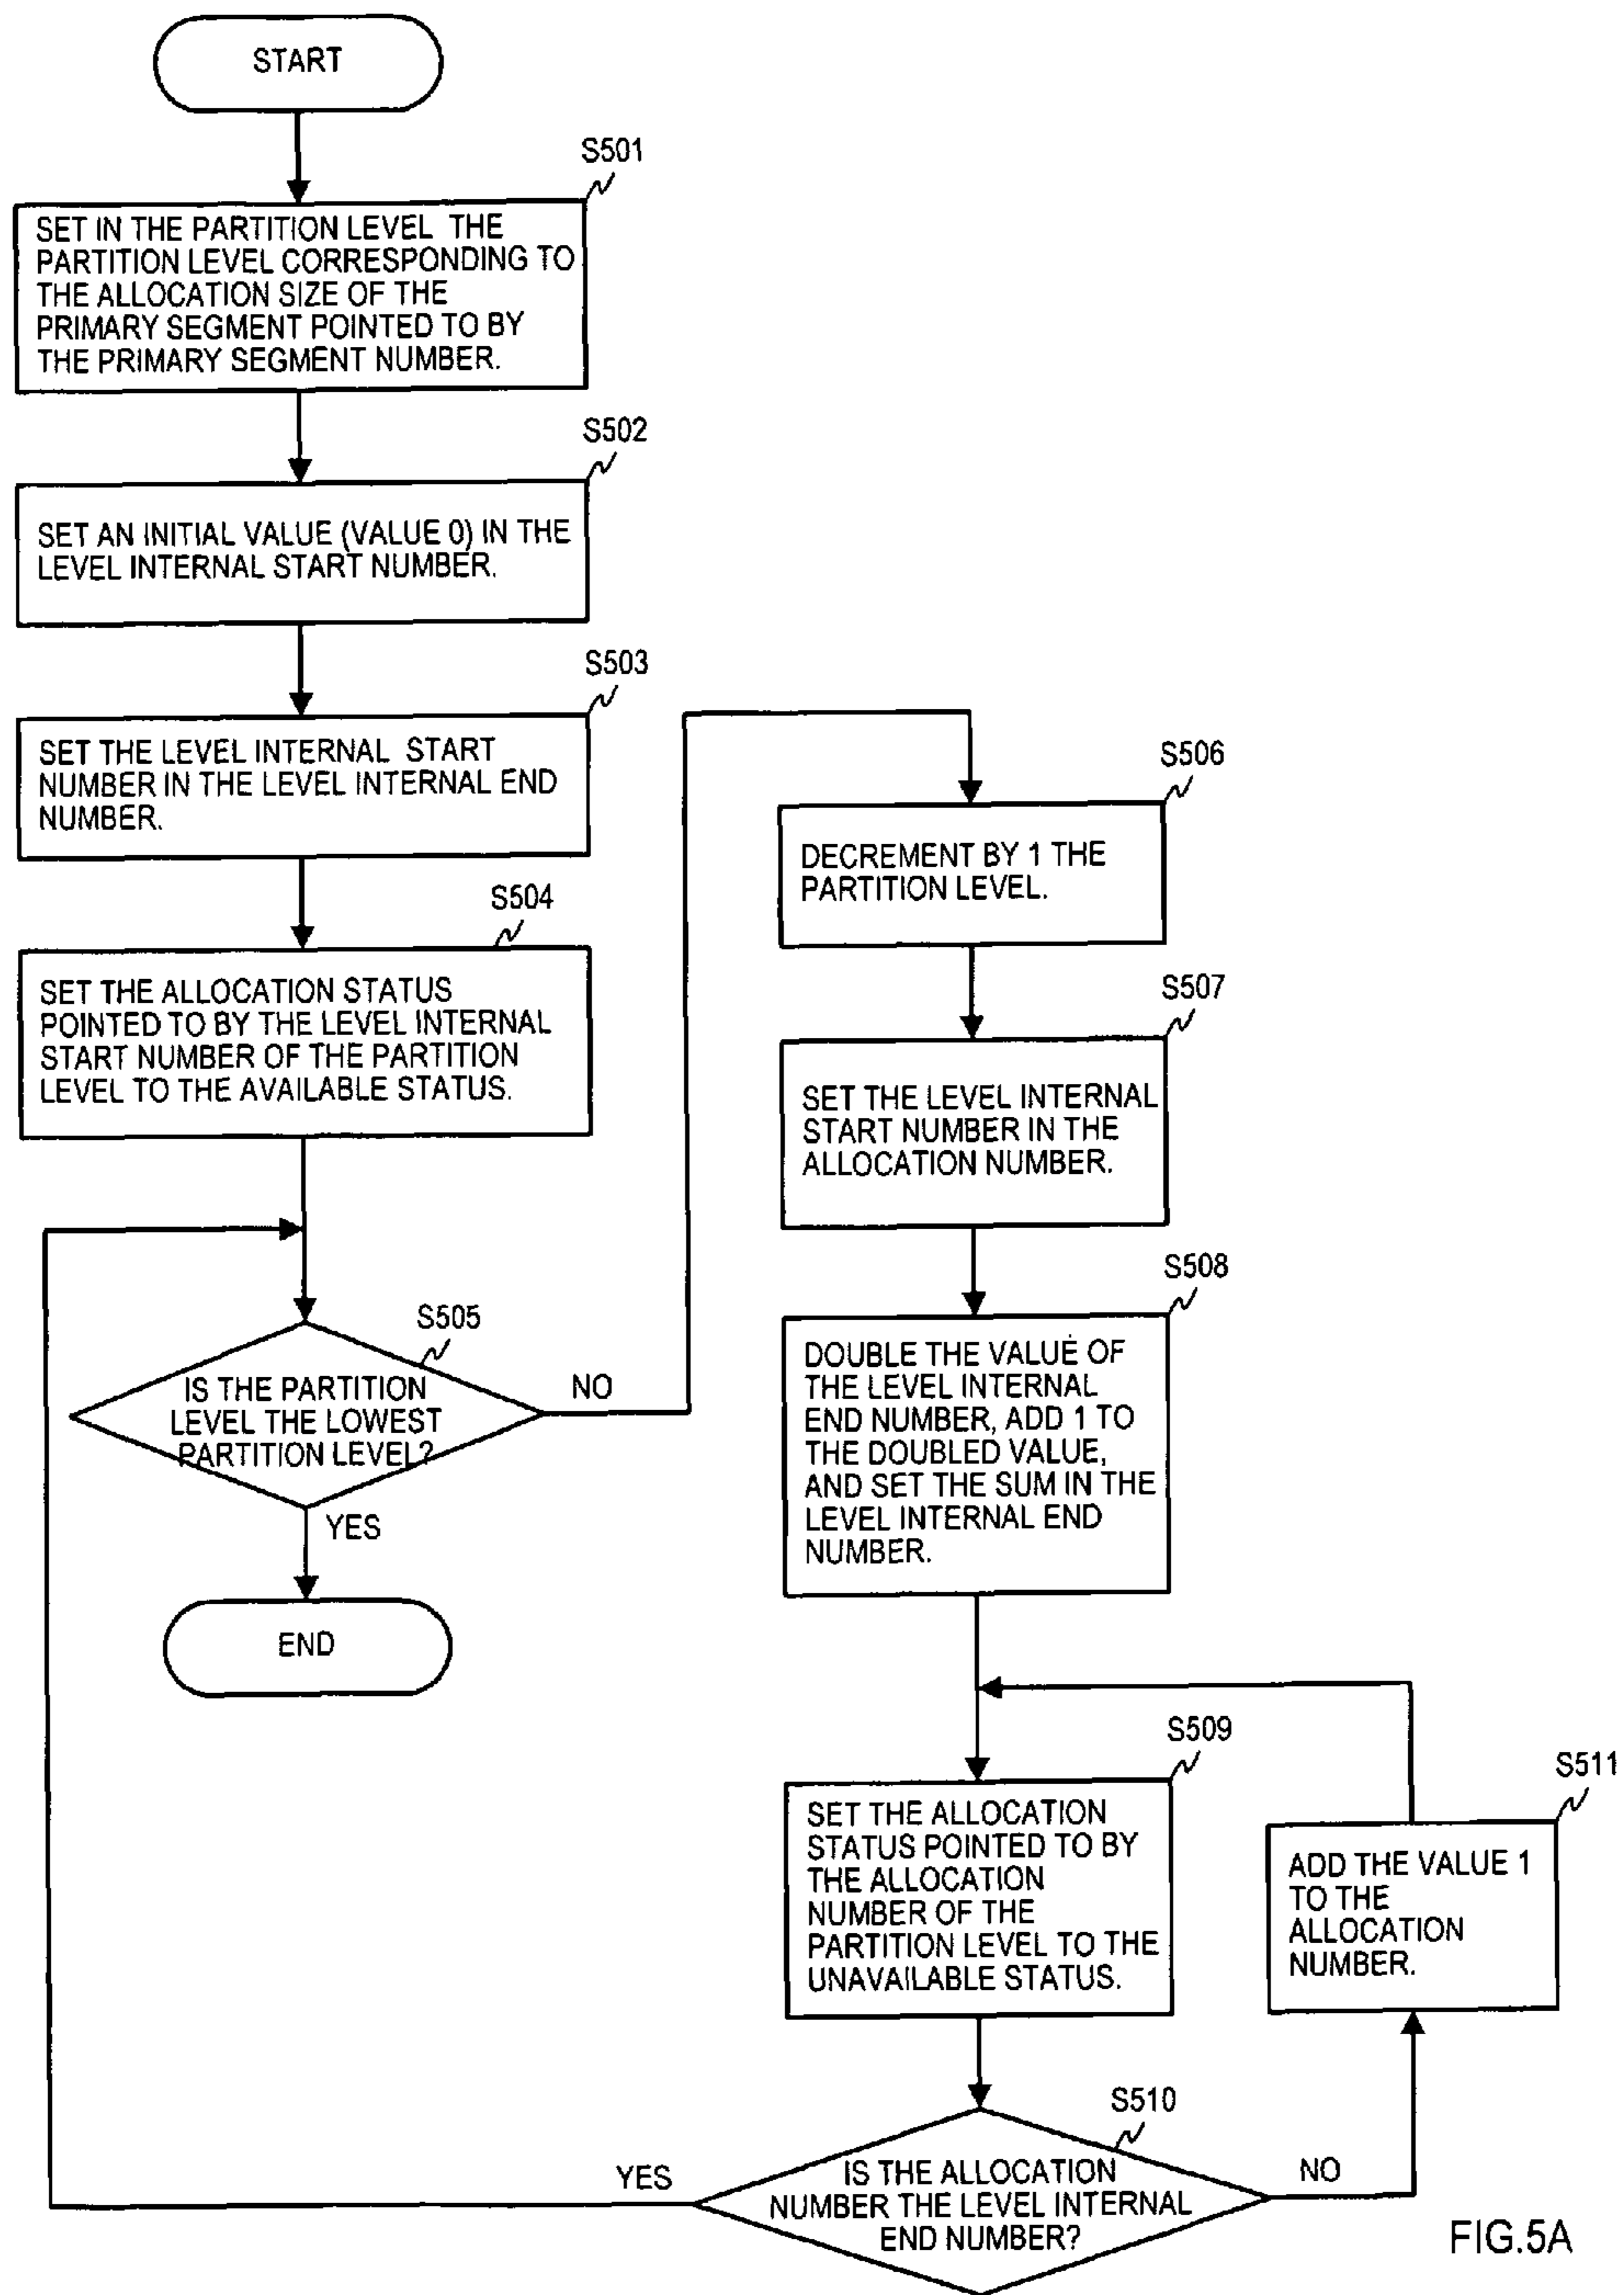 START
S501
SET IN THE PARTITION LEVEL THE
PARTITION LEVEL CORRESPONDING TO
THE ALLOCATION SIZE OF THE
PRIMARY SEGMENT POINTED TO BY
THE PRIMARY SEGMENT NUMBER.
S502
SET AN INITIAL VALUE (VALUE 0) IN THE
LEVEL INTERNAL START NUMBER.
S503
SET THE LEVEL INTERNAL START
NUMBER IN THE LEVEL INTERNAL END
NUMBER.
S504
SET THE ALLOCATION STATUS
POINTED TO BY THE LEVEL INTERNAL
START NUMBER OF THE PARTITION
LEVEL TO THE AVAILABLE STATUS.
S505
IS THE PARTITION
LEVEL THE LOWEST
PARTITION LEVEL?
NO
YES
END
S506
DECREMENT BY 1 THE
PARTITION LEVEL.
S507
SET THE LEVEL INTERNAL
START NUMBER IN THE
ALLOCATION NUMBER.
S508
DOUBLE THE VALUE OF
THE LEVEL INTERNAL
END NUMBER, ADD 1 TO
THE DOUBLED VALUE,
AND SET THE SUM IN THE
LEVEL INTERNAL END
NUMBER.
S509
SET THE ALLOCATION
STATUS POINTED TO BY
THE ALLOCATION
NUMBER OF THE
PARTITION LEVEL TO THE
UNAVAILABLE STATUS.
S511
ADD THE VALUE 1
TO THE
ALLOCATION
NUMBER.
S510
IS THE ALLOCATION
NUMBER THE LEVEL INTERNAL
END NUMBER?
YES
NO
FIG.5A